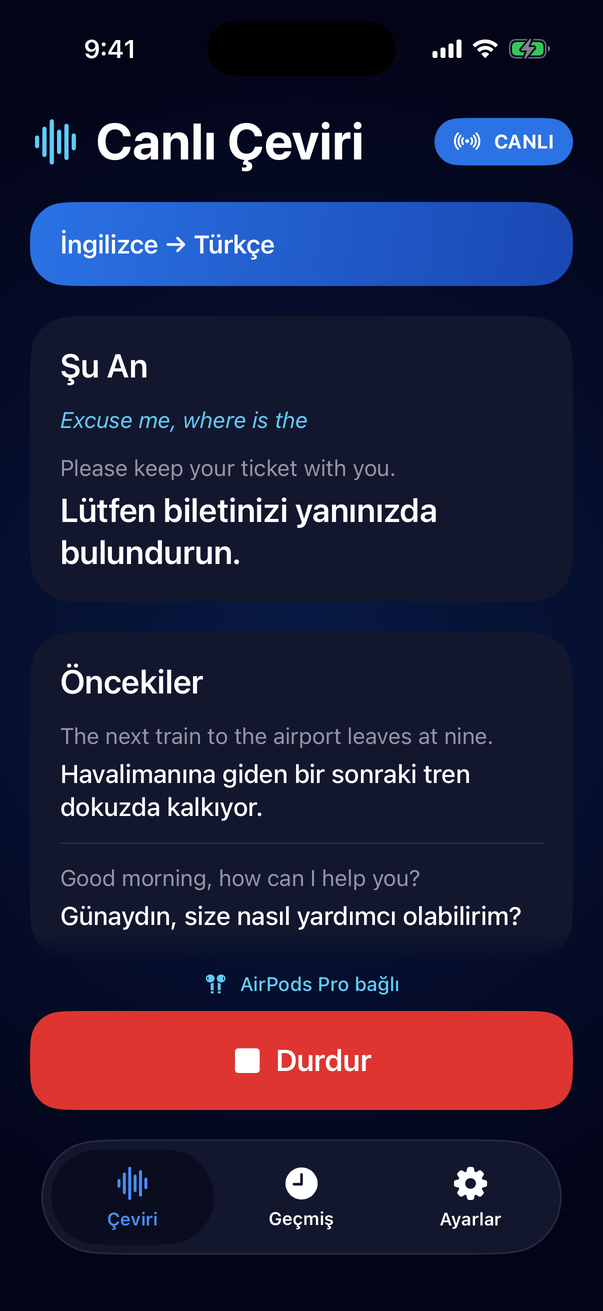 9:41
Canlı Çeviri
CANLI
İngilizce → Türkçe
Şu An
Excuse me, where is the
Please keep your ticket with you.
Lütfen biletinizi yanınızda
bulundurun.
Öncekiler
The next train to the airport leaves at nine.
Havalimanına giden bir sonraki tren
dokuzda kalkıyor.
Good morning, how can I help you?
Günaydın, size nasıl yardımcı olabilirim?
AirPods Pro bağlı
Durdur
Çeviri
Geçmiş
Ayarlar